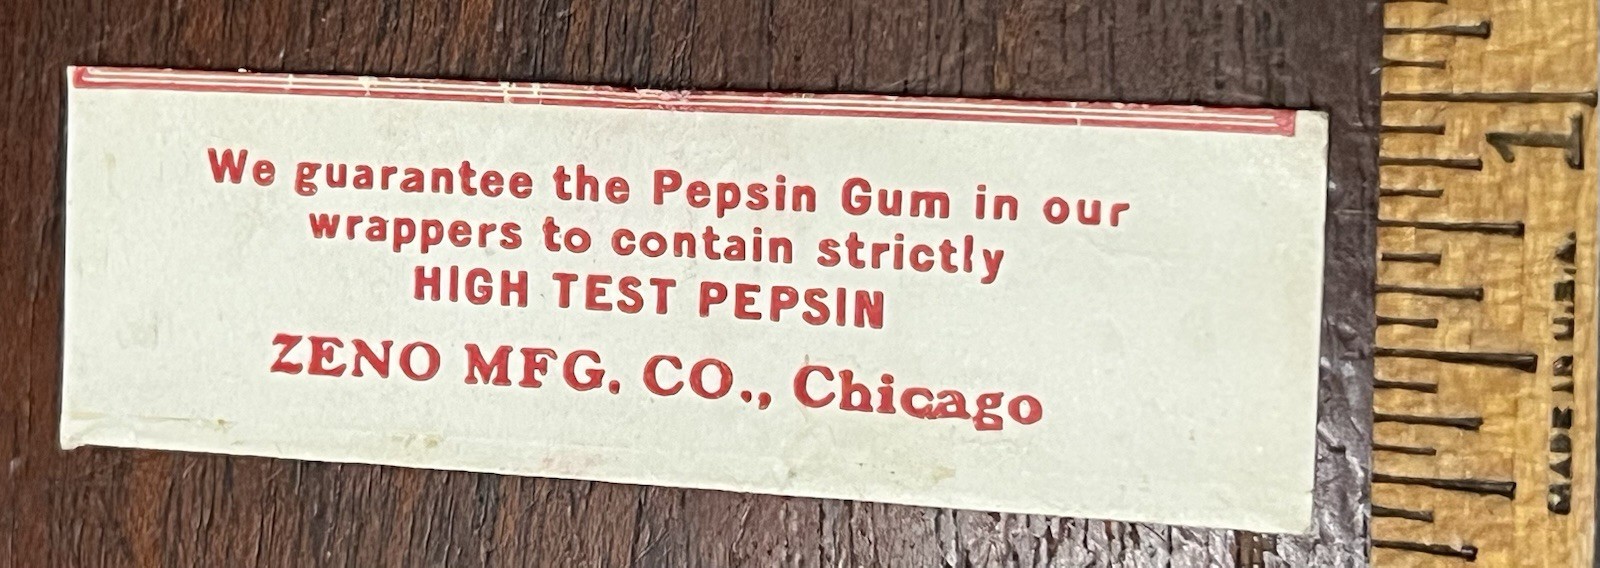 We guarantee the Pepsin Gum in our
wrappers to contain strictly
HIGH TEST PEPSIN
ZENO MFG. CO., Chicago
1
MADE IN U.S.A.